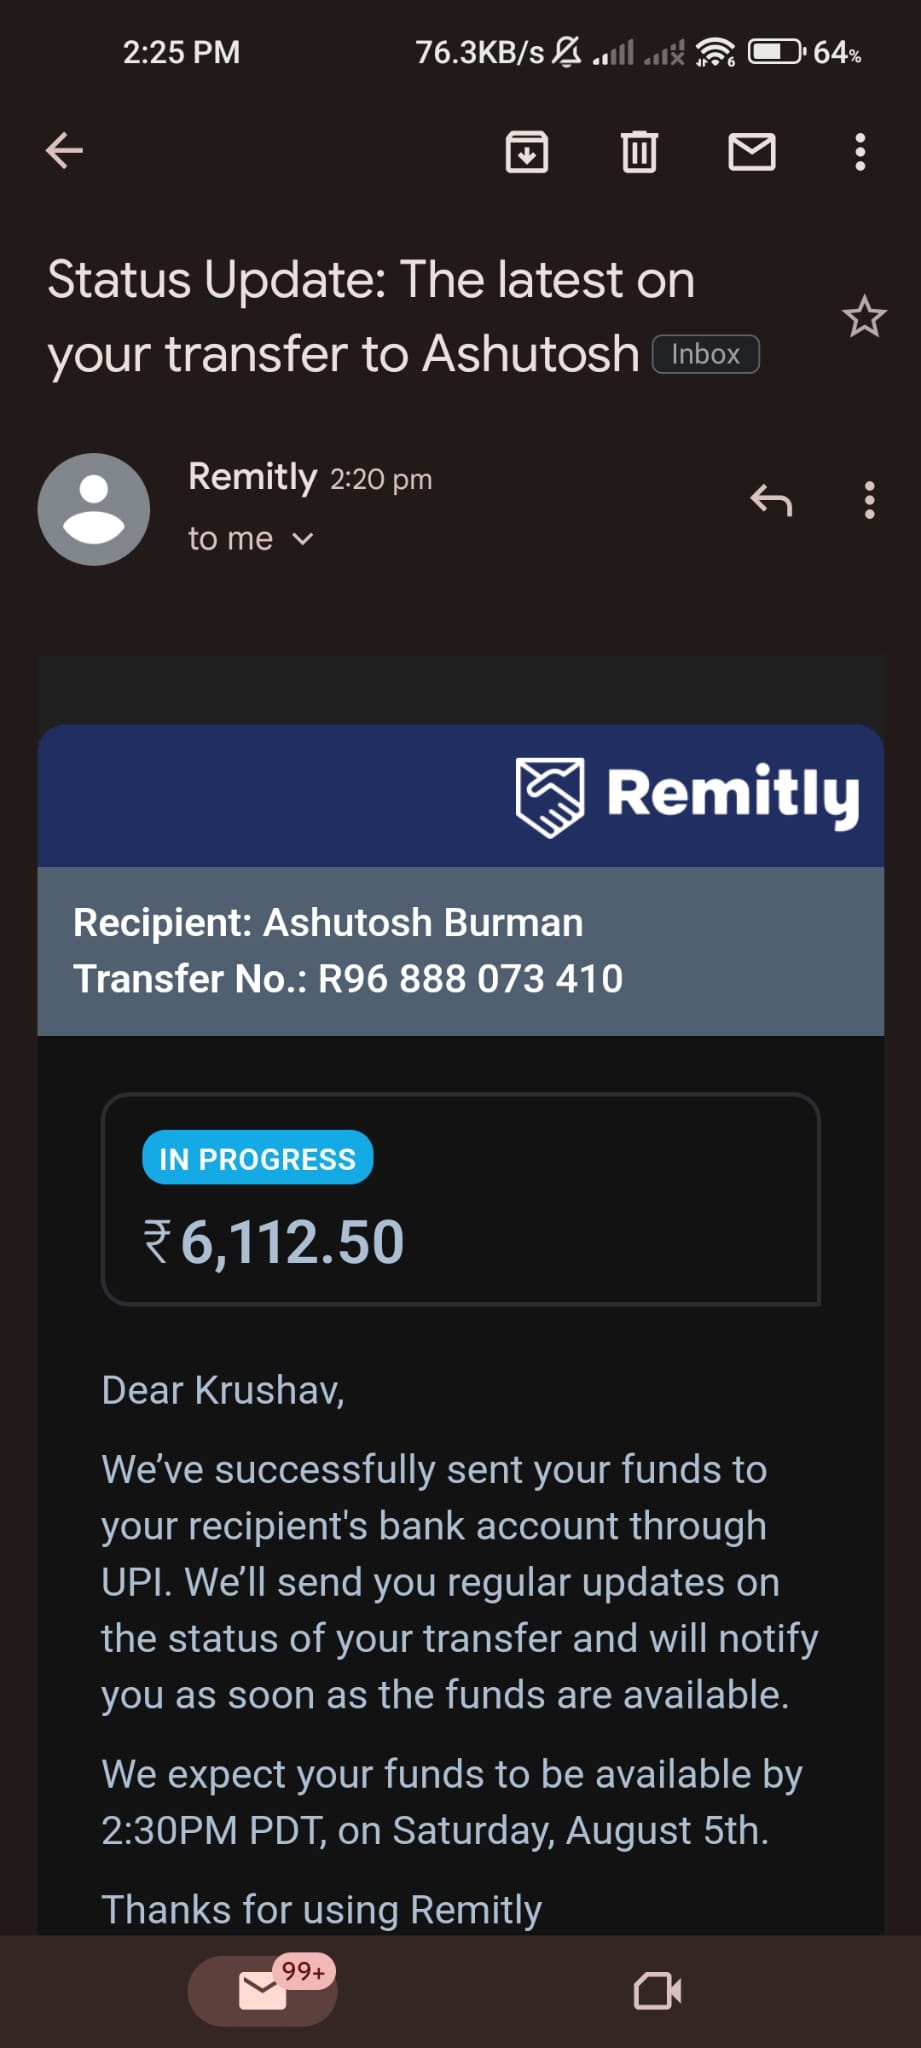 2:25 PM 76.3KB/s 6 64%
Status Update: The latest on
your transfer to Ashutosh Inbox
Remitly 2:20 pm
to me
Remitly
Recipient: Ashutosh Burman
Transfer No.: R96 888 073 410
IN PROGRESS
₹6,112.50
Dear Krushav,
We’ve successfully sent your funds to
your recipient's bank account through
UPI. We’ll send you regular updates on
the status of your transfer and will notify
you as soon as the funds are available.
We expect your funds to be available by
2:30PM PDT, on Saturday, August 5th.
Thanks for using Remitly
99+